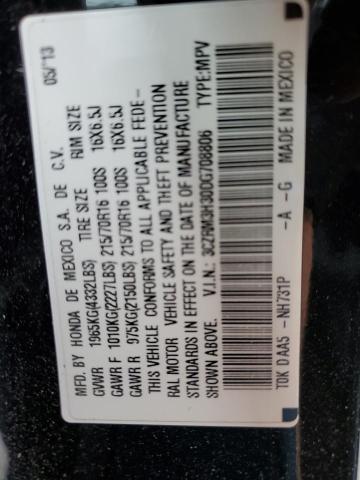 MFD. BY HONDA DE MEXICO S.A. DE C.V. 05/'13
GVWR 1965KG(4332LBS) TIRE SIZE RIM SIZE
GAWR F 1010KG(2227LBS) 215/70R16 100S 16X6.5J
GAWR R 975KG(2150LBS) 215/70R16 100S 16X6.5J
THIS VEHICLE CONFORMS TO ALL APPLICABLE FEDE-
RAL MOTOR VEHICLE SAFETY AND THEFT PREVENTION
STANDARDS IN EFFECT ON THE DATE OF MANUFACTURE
SHOWN ABOVE. V.I.N.: 3CZRM3H30DG708806 TYPE:MPV
T0K D AA5 -NH731P -A -G MADE IN MEXICO